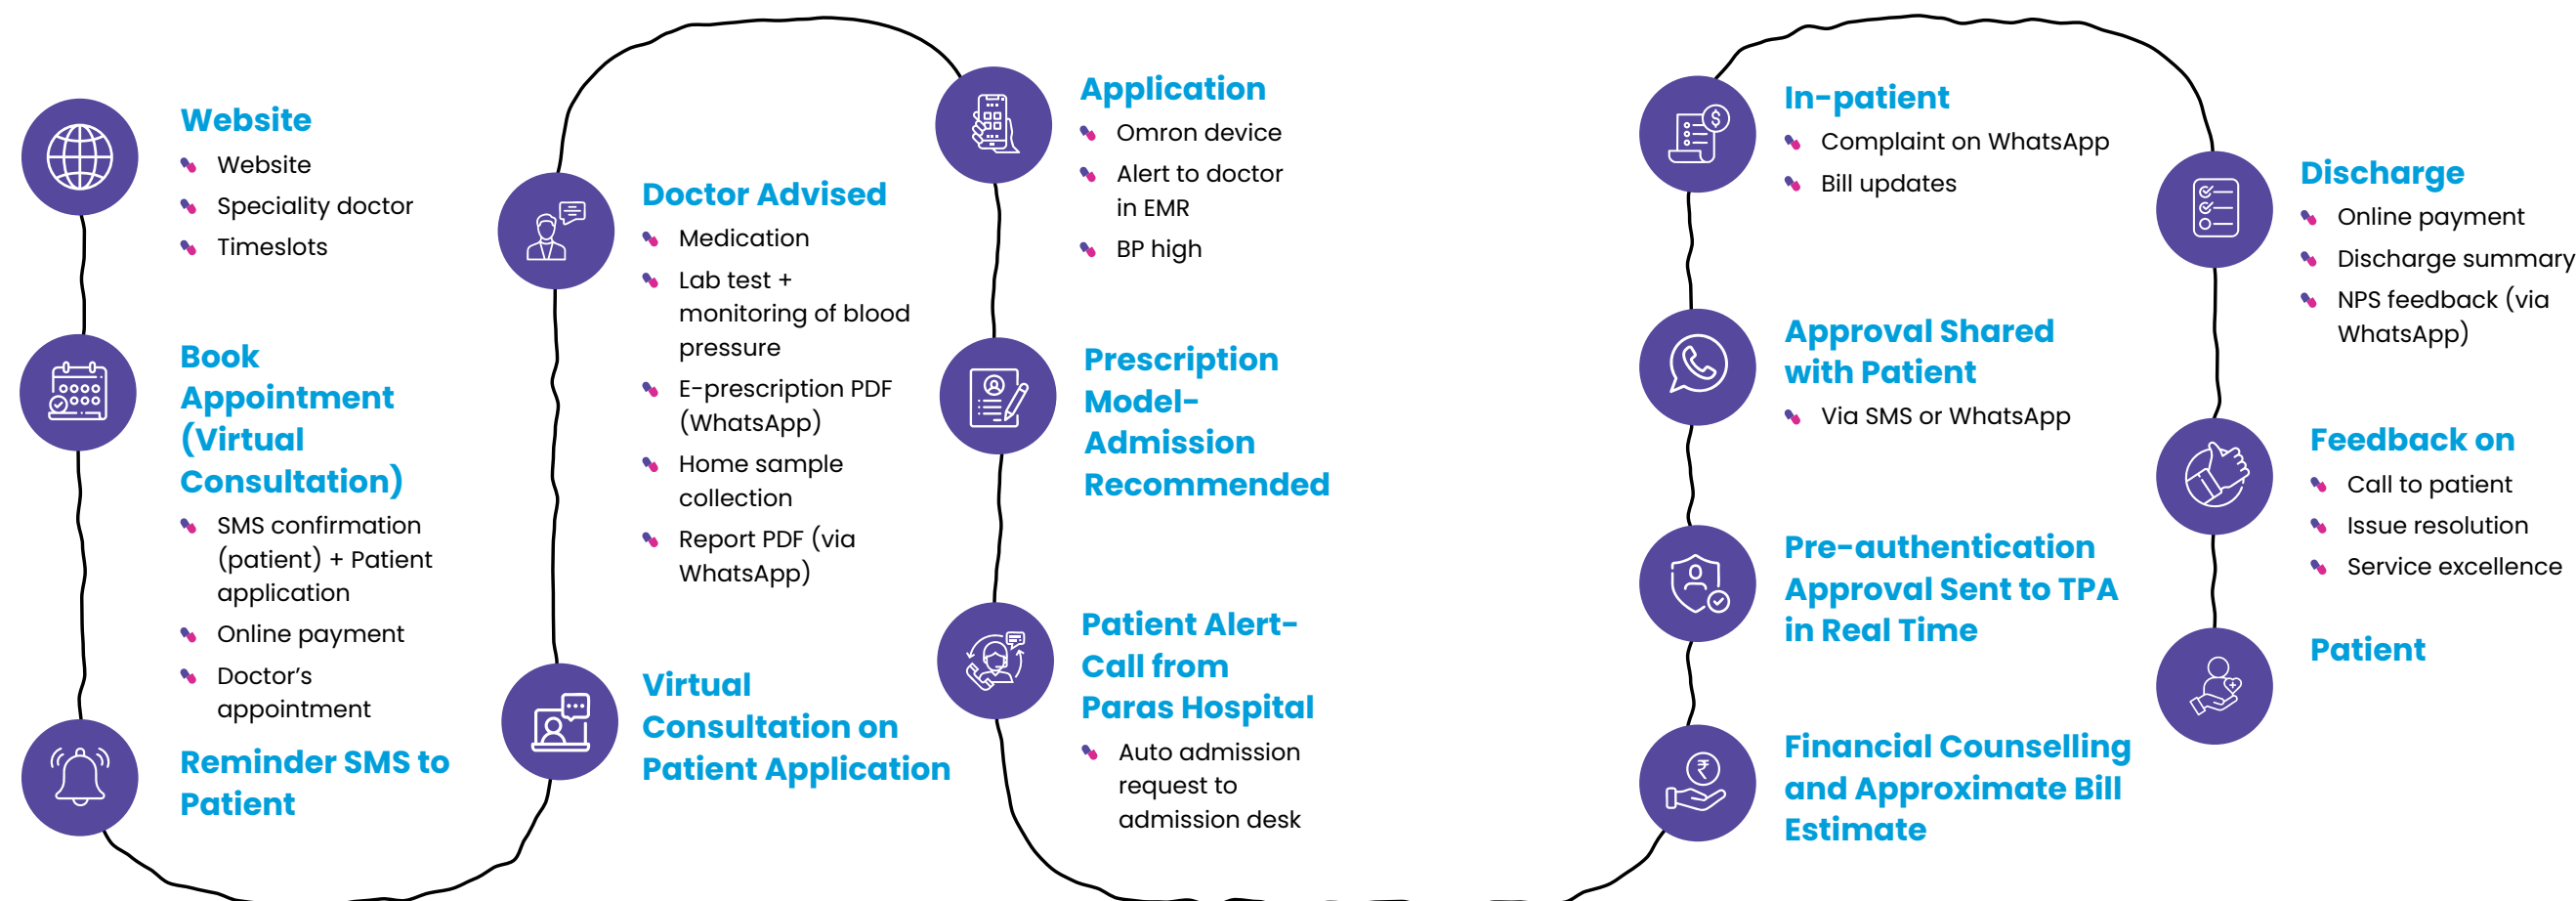 Website
Website
Speciality doctor
Timeslots
Book
Appointment
(Virtual
Consultation)
SMS confirmation
(patient) + Patient
application
Online payment
Doctor’s
appointment
Reminder SMS to
Patient
Doctor Advised
Medication
Lab test +
monitoring of blood
pressure
E-prescription PDF
(WhatsApp)
Home sample
collection
Report PDF (via
WhatsApp)
Virtual
Consultation on
Patient Application
Application
Omron device
Alert to doctor
in EMR
BP high
Prescription
Model-
Admission
Recommended
Patient Alert-
Call from
Paras Hospital
Auto admission
request to
admission desk
In-patient
Complaint on WhatsApp
Bill updates
Approval Shared
with Patient
Via SMS or WhatsApp
Pre-authentication
Approval Sent to TPA
in Real Time
Financial Counselling
and Approximate Bill
Estimate
Discharge
Online payment
Discharge summary
NPS feedback (via
WhatsApp)
Feedback on
Call to patient
Issue resolution
Service excellence
Patient